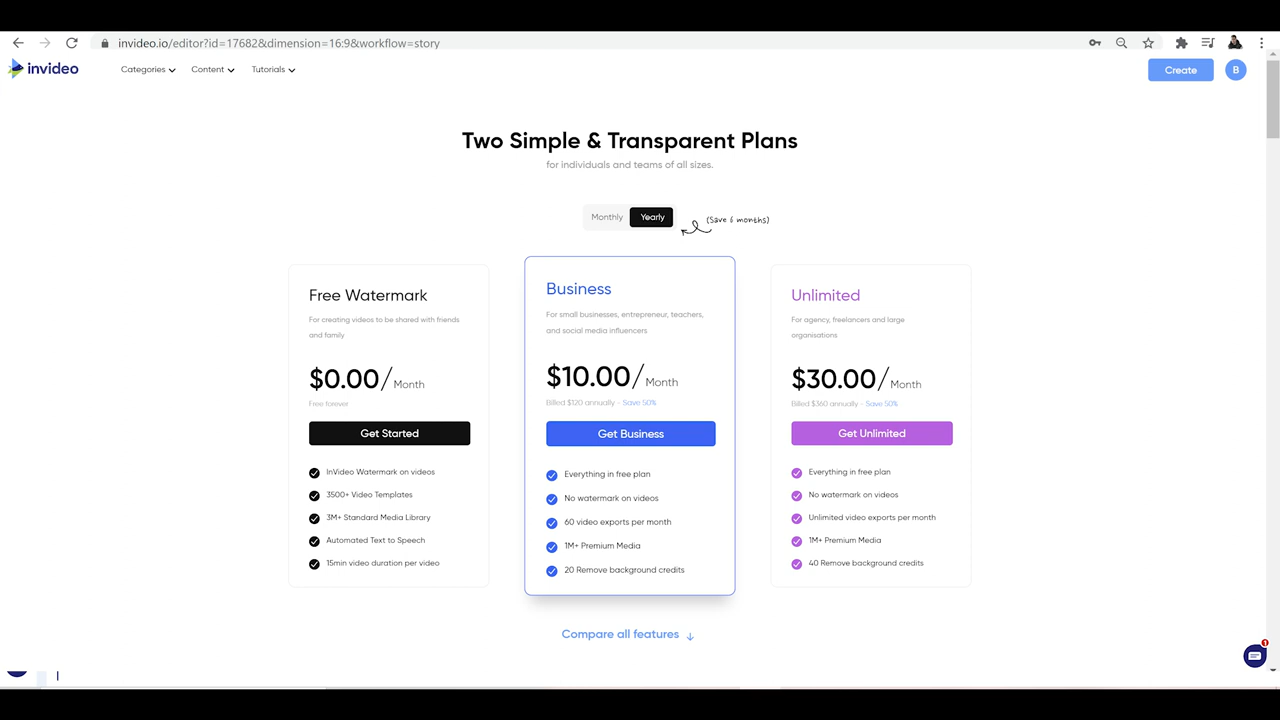 invideo.io/editor?id=17682&dimension=16:9&workflow=story
invideo
Categories
Content
Tutorials
Create
B
Two Simple & Transparent Plans
for individuals and teams of all sizes.
Monthly
Yearly
(Save 6 months)
Free Watermark
For creating videos to be shared with friends
and family
$0.00/Month
Free forever
Get Started
InVideo Watermark on videos
3500+ Video Templates
3M+ Standard Media Library
Automated Text to Speech
15min video duration per video
Business
For small businesses, entrepreneur, teachers,
and social media influencers
$10.00/Month
Billed $120 annually - Save 50%
Get Business
Everything in free plan
No watermark on videos
60 video exports per month
1M+ Premium Media
20 Remove background credits
Unlimited
For agency, freelancers and large
organisations
$30.00/Month
Billed $360 annually - Save 50%
Get Unlimited
Everything in free plan
No watermark on videos
Unlimited video exports per month
1M+ Premium Media
40 Remove background credits
Compare all features
1